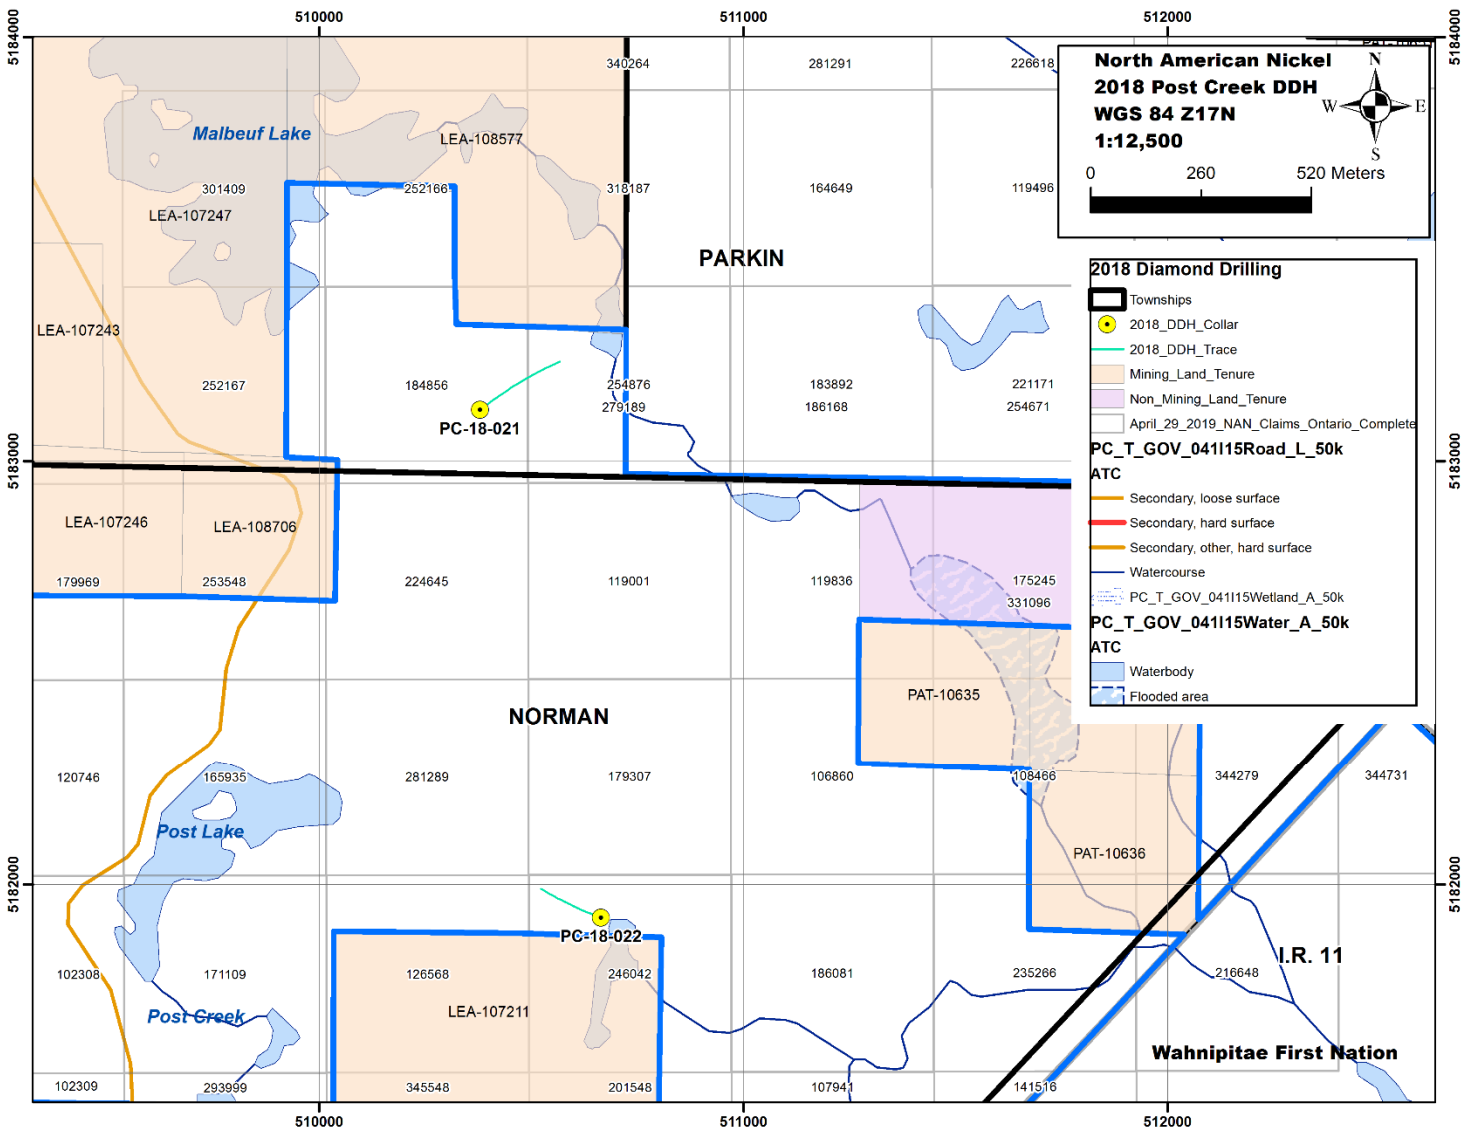 510000
511000
512000
5184000
5184000
340264
281291
226618
North American Nickel
2018 Post Creek DDH
WGS 84 Z17N
1:12,500
N
W
E
S
0
260
520 Meters
Malbeuf Lake
LEA-108577
301409
252166
318187
164649
119496
LEA-107247
PARKIN
2018 Diamond Drilling
Townships
2018_DDH_Collar
2018_DDH_Trace
Mining_Land_Tenure
Non_Mining_Land_Tenure
April_29_2019_NAN_Claims_Ontario_Complete
PC_T_GOV_041I15Road_L_50k
ATC
Secondary, loose surface
Secondary, hard surface
Secondary, other, hard surface
Watercourse
PC_T_GOV_041I15Wetland_A_50k
PC_T_GOV_041I15Water_A_50k
ATC
Waterbody
Flooded area
LEA-107243
252167
184856
254876
183892
221171
279189
186168
254671
PC-18-021
5183000
5183000
LEA-107246
LEA-108706
179969
253548
224645
119001
119836
175245
331096
PAT-10635
NORMAN
120746
165935
281289
179307
106860
108466
344279
344731
Post Lake
PAT-10636
5182000
5182000
PC-18-022
I.R. 11
102308
171109
126568
246042
186081
235266
216648
Post Creek
LEA-107211
Wahnipitae First Nation
102309
293999
345548
201548
107941
141516
510000
511000
512000